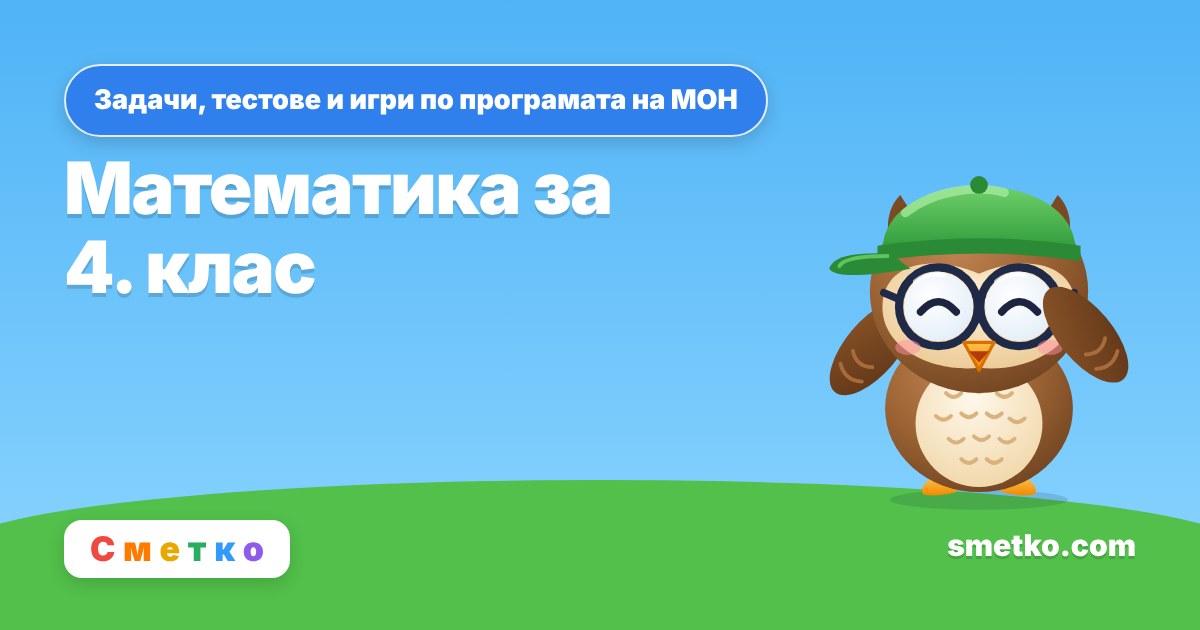 Задачи, тестове и игри по програмата на МОН
Математика за
4. клас
Сметко
smetko.com